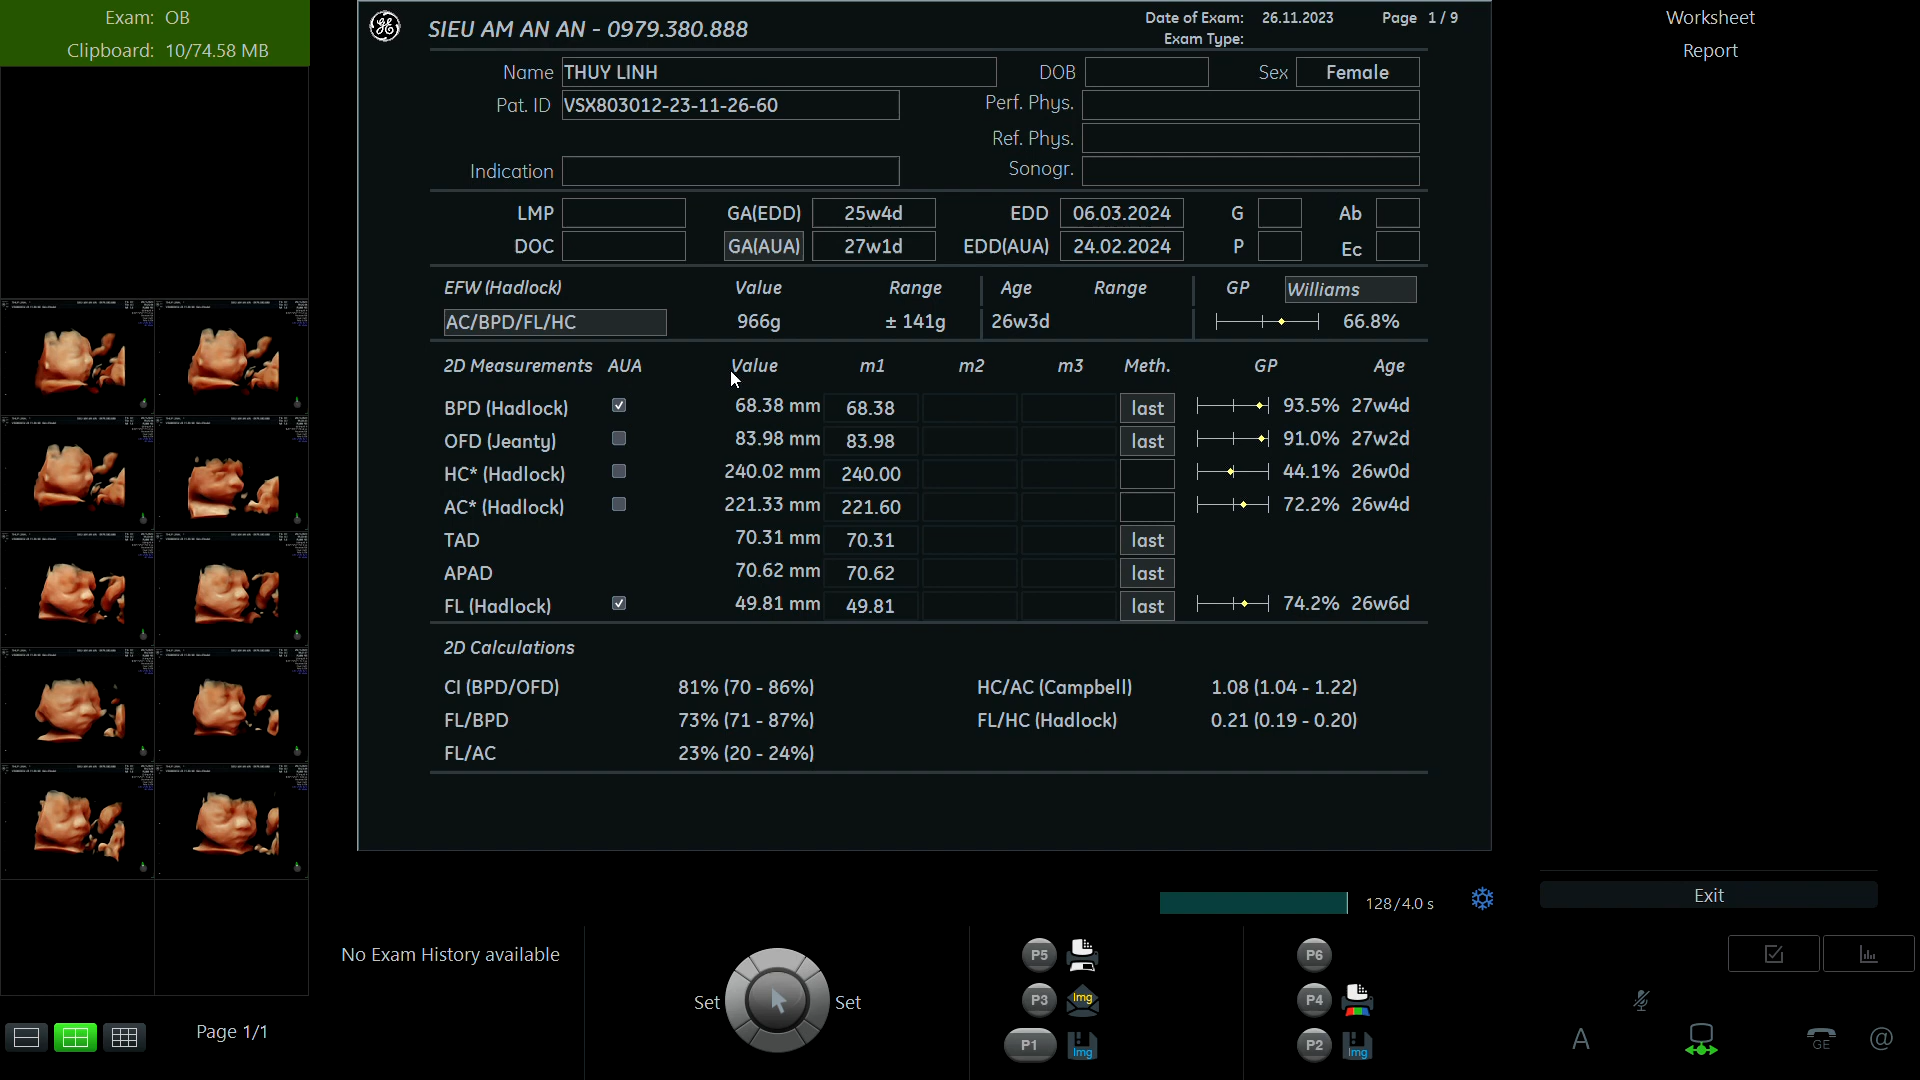 Exam: OB
Clipboard: 10/74.58 MB
SIEU AM AN AN - 0979.380.888
Date of Exam: 26.11.2023 Page 1 / 9
Exam Type:
Name THUY LINH DOB Sex Female
Pat. ID VSX803012-23-11-26-60 Perf. Phys.
Ref. Phys.
Indication Sonogr.
LMP GA(EDD) 25w4d EDD 06.03.2024 G Ab
DOC GA(AUA) 27w1d EDD(AUA) 24.02.2024 P Ec
EFW (Hadlock) Value Range Age Range GP Williams
AC/BPD/FL/HC 966g ± 141g 26w3d 66.8%
2D Measurements AUA Value m1 m2 m3 Meth. GP Age
BPD (Hadlock) 68.38 mm 68.38 last 93.5% 27w4d
OFD (Jeanty) 83.98 mm 83.98 last 91.0% 27w2d
HC* (Hadlock) 240.02 mm 240.00 44.1% 26w0d
AC* (Hadlock) 221.33 mm 221.60 72.2% 26w4d
TAD 70.31 mm 70.31 last
APAD 70.62 mm 70.62 last
FL (Hadlock) 49.81 mm 49.81 last 74.2% 26w6d
2D Calculations
CI (BPD/OFD) 81% (70 - 86%) HC/AC (Campbell) 1.08 (1.04 - 1.22)
FL/BPD 73% (71 - 87%) FL/HC (Hadlock) 0.21 (0.19 - 0.20)
FL/AC 23% (20 - 24%)
Worksheet
Report
128/4.0 s
Exit
No Exam History available
Set Set
P5 P6
P3 Img P4
P1 Img P2 Img
Page 1/1
A GE @